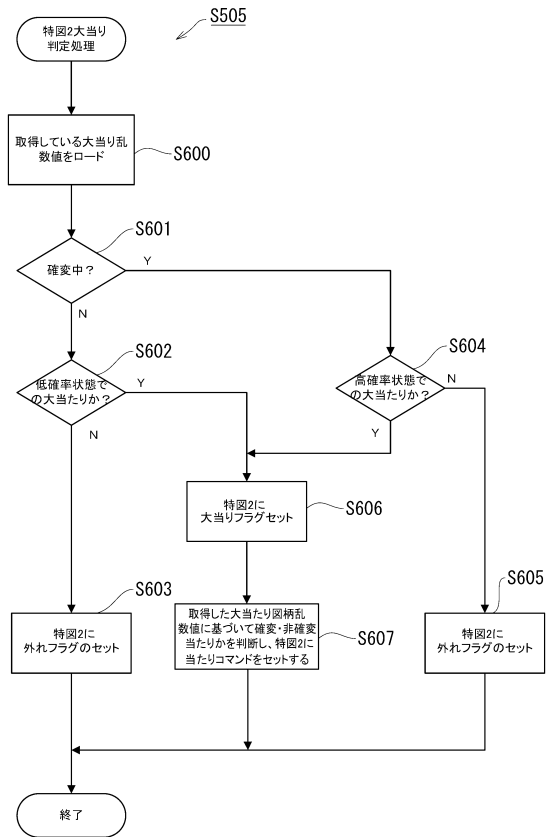 S505
特図2大当り
判定処理
取得している大当り乱
数値をロード
S600
S601
確変中？
Y
N
S602
低確率状態で
の大当たりか？
Y
N
S604
高確率状態で
の大当たりか？
N
Y
特図2に
大当りフラグセット
S606
S603
特図2に
外れフラグのセット
取得した大当たり図柄乱
数値に基づいて確変・非確変
当たりかを判断し、特図2に
当たりコマンドをセットする
S607
S605
特図2に
外れフラグのセット
終了